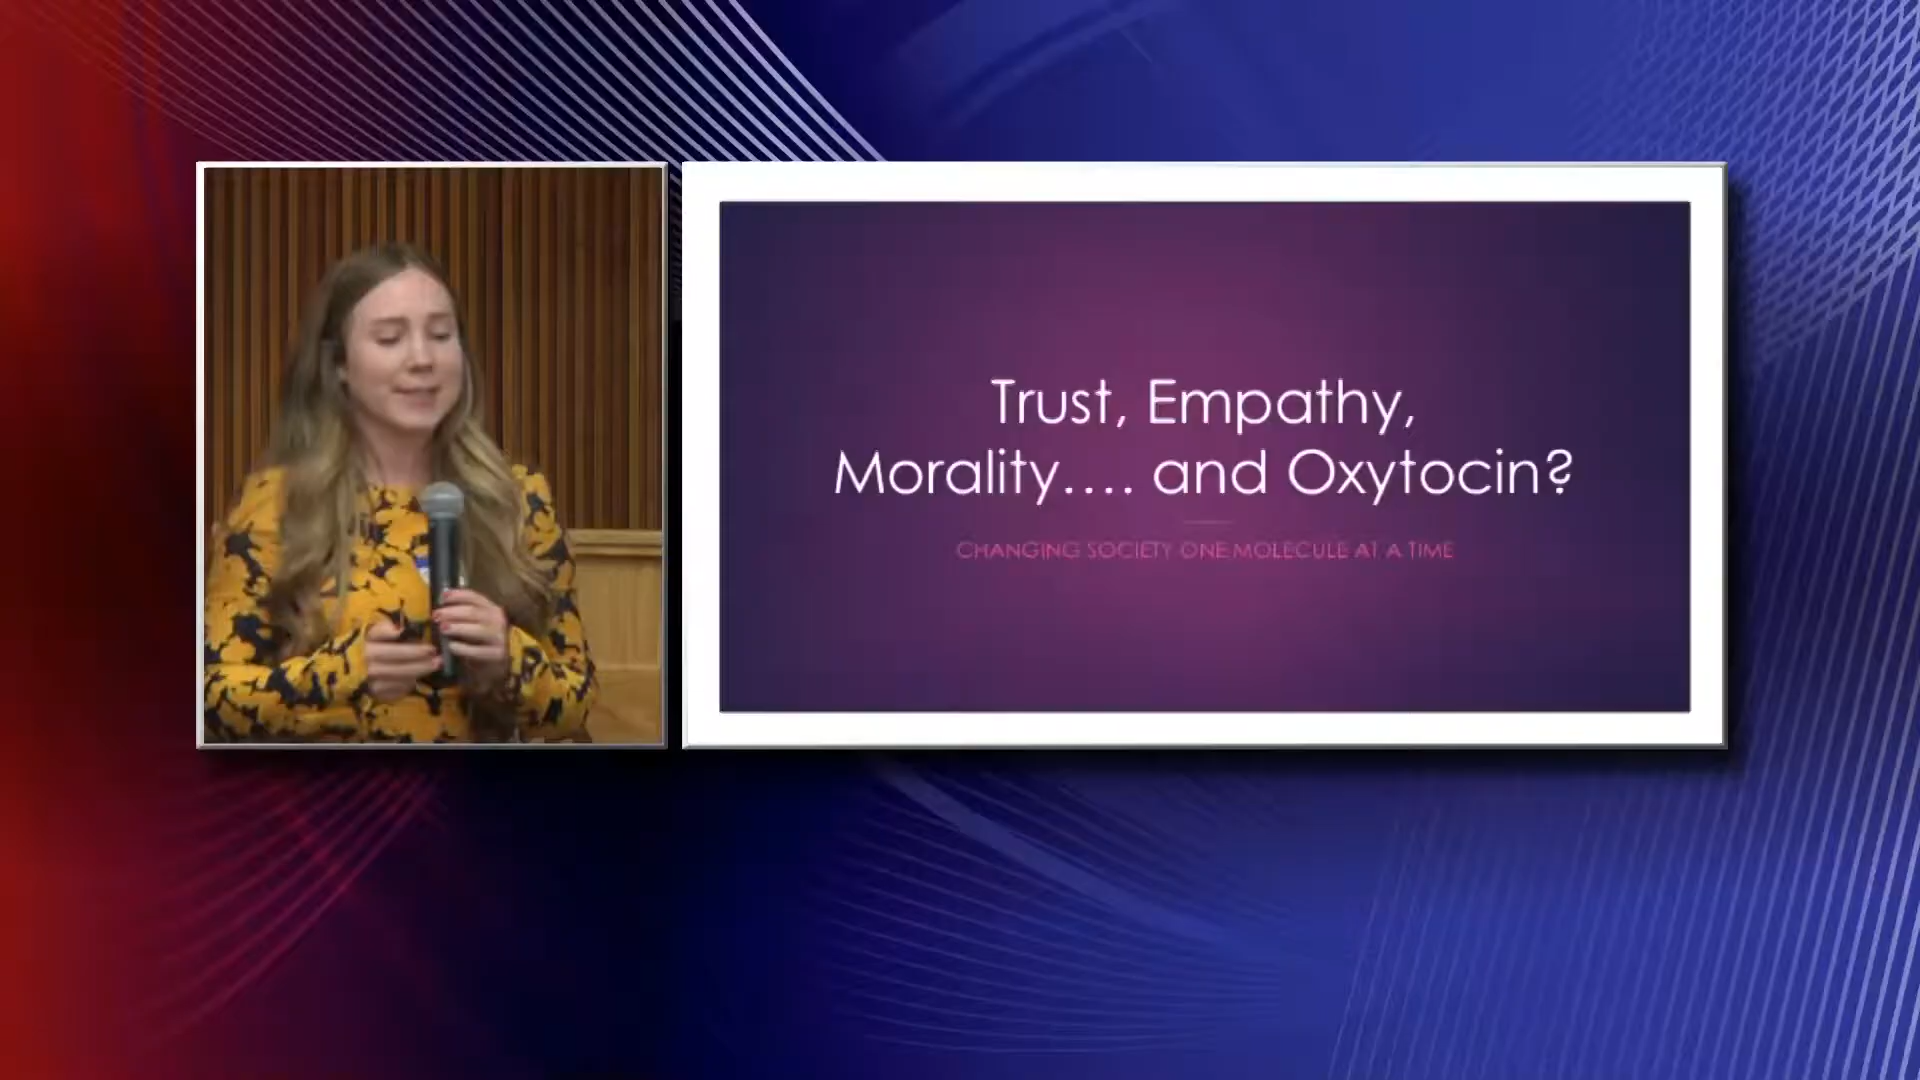 Trust, Empathy,
Morality.... and Oxytocin?
CHANGING SOCIETY ONE MOLECULE AT A TIME